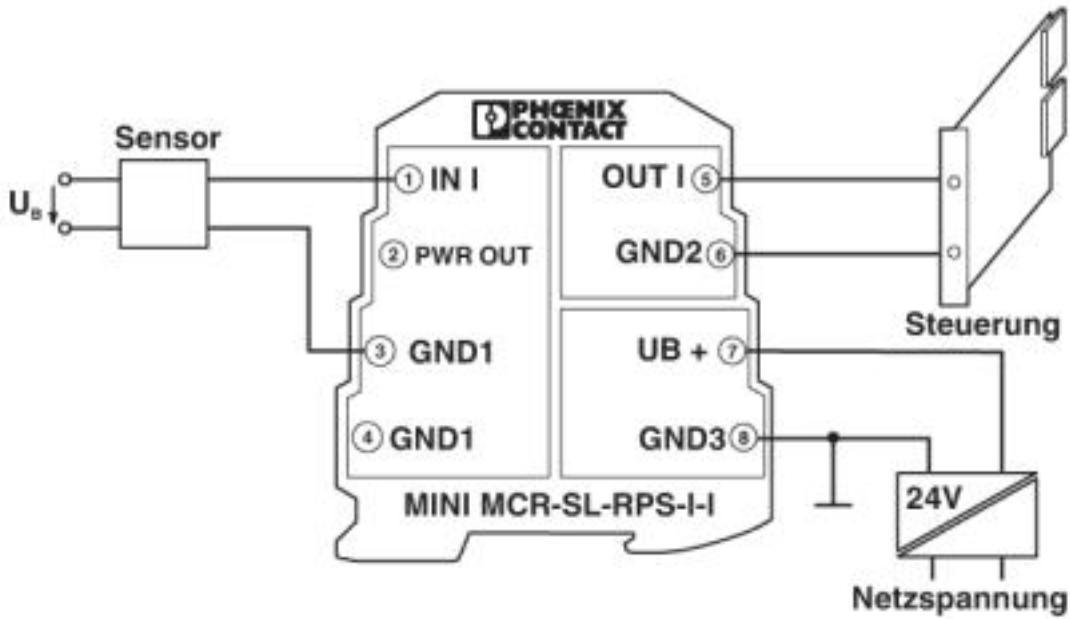 PHŒNIX
CONTACT
Sensor
U_B
1 IN I
2 PWR OUT
3 GND1
4 GND1
OUT I 5
GND2 6
Steuerung
UB + 7
GND3 8
MINI MCR-SL-RPS-I-I
24V
Netzspannung